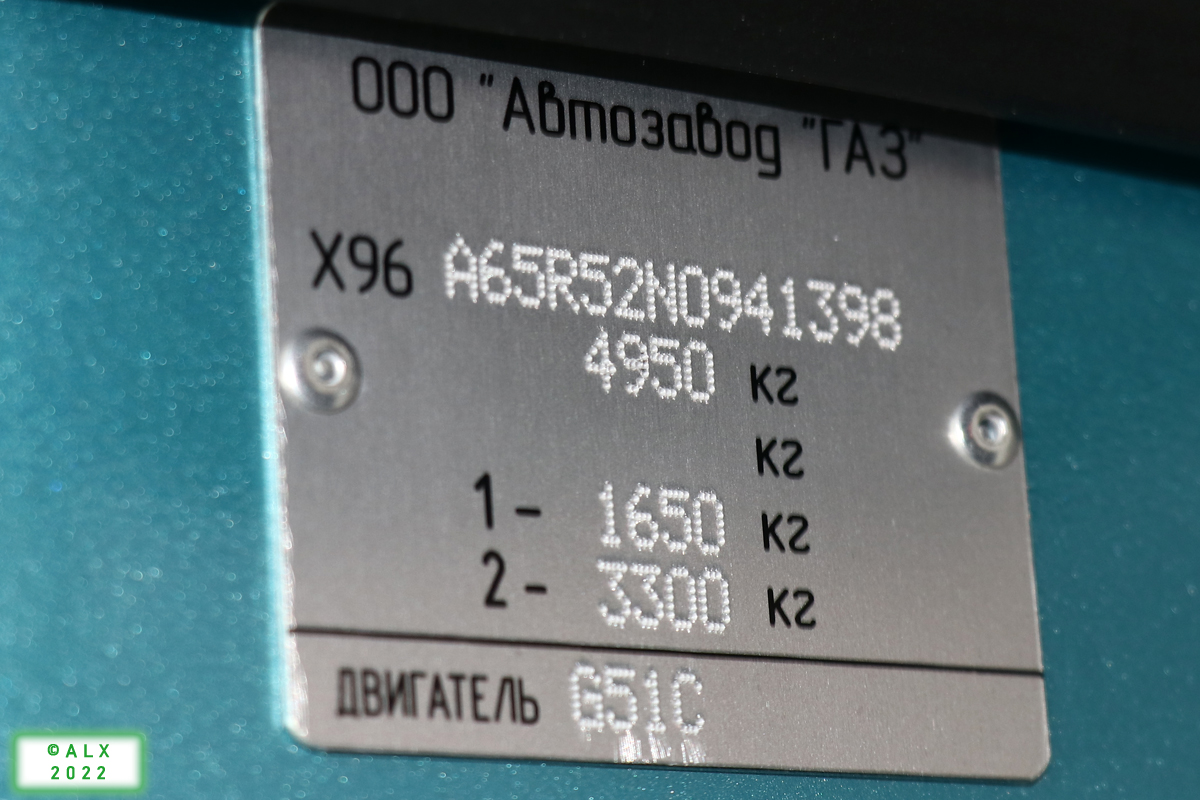 ООО "Автозавод "ГАЗ"
X96 A65R52N0941398
4950 кг
кг
1 - 1650 кг
2 - 3300 кг
ДВИГАТЕЛЬ G51C
©ALX
2022